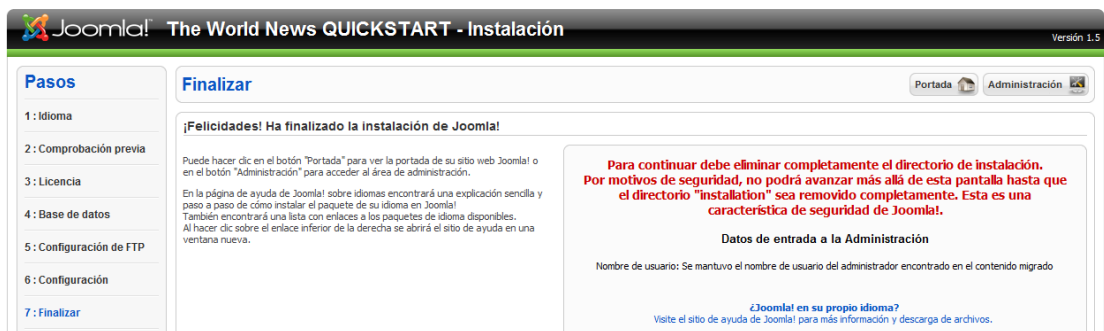 Joomla! The World News QUICKSTART - Instalación
Versión 1.5
Pasos
1 : Idioma
2 : Comprobación previa
3 : Licencia
4 : Base de datos
5 : Configuración de FTP
6 : Configuración
7 : Finalizar
Finalizar
Portada
Administración
¡Felicidades! Ha finalizado la instalación de Joomla!
Puede hacer clic en el botón "Portada" para ver la portada de su sitio web Joomla! o
en el botón "Administración" para acceder al área de administración.
En la página de ayuda de Joomla! sobre idiomas encontrará una explicación sencilla y
paso a paso de cómo instalar el paquete de su idioma en Joomla!
También encontrará una lista con enlaces a los paquetes de idioma disponibles.
Al hacer clic sobre el enlace inferior de la derecha se abrirá el sitio de ayuda en una
ventana nueva.
Para continuar debe eliminar completamente el directorio de instalación.
Por motivos de seguridad, no podrá avanzar más allá de esta pantalla hasta que
el directorio "installation" sea removido completamente. Esta es una
característica de seguridad de Joomla!.
Datos de entrada a la Administración
Nombre de usuario: Se mantuvo el nombre de usuario del administrador encontrado en el contenido migrado
¿Joomla! en su propio idioma?
Visite el sitio de ayuda de Joomla! para más información y descarga de archivos.